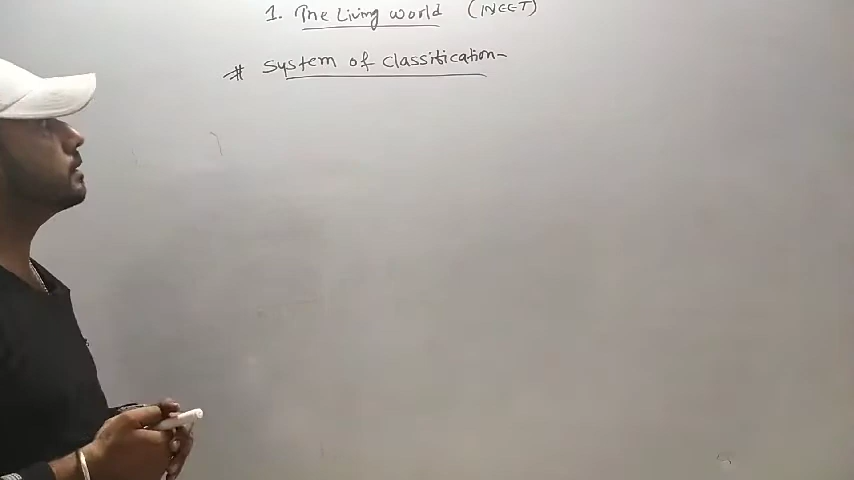 1. The Living world (NEET)
# System of classification-